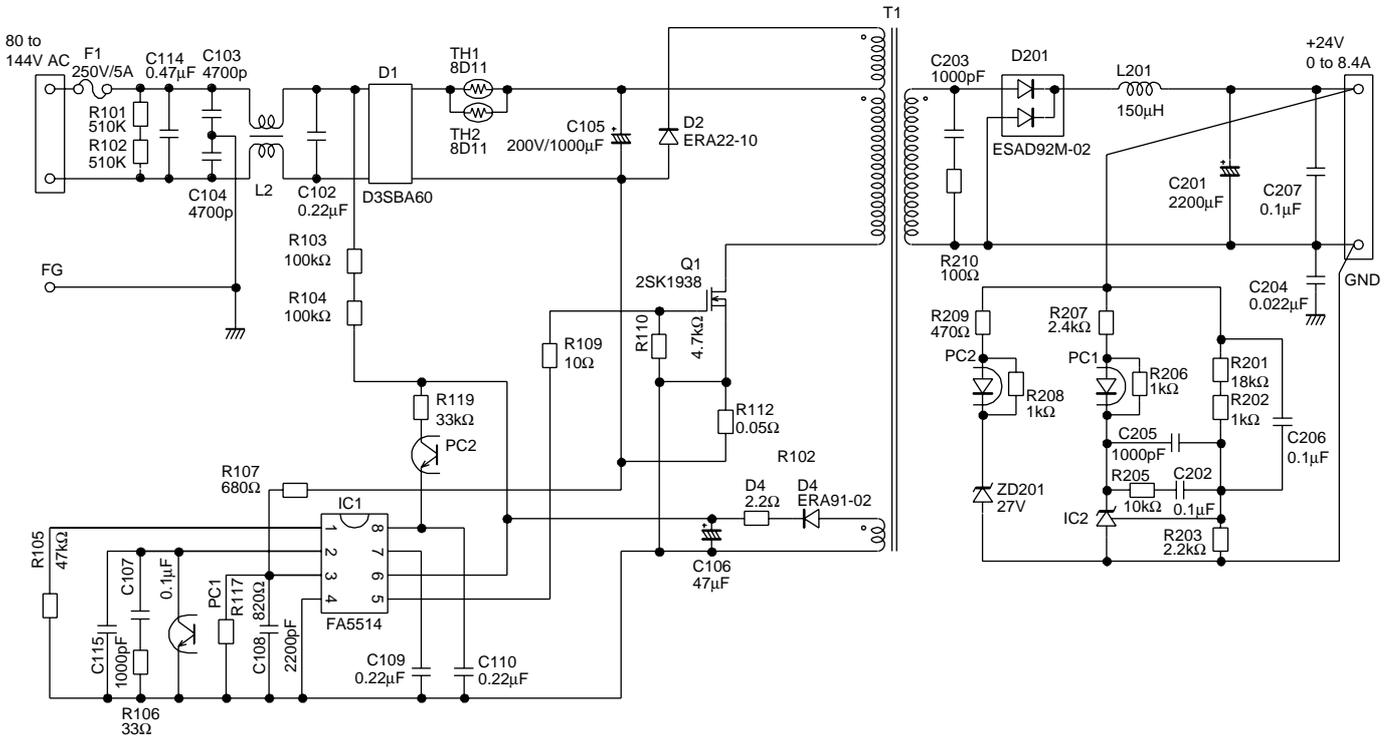 T1
80 to
144V AC
F1
250V/5A
C114
0.47µF
C103
4700p
D1
TH1
8D11
TH2
8D11
R101
510K
R102
510K
C104
4700p
L2
C102
0.22µF
D3SBA60
C105
200V/1000µF
D2
ERA22-10
C203
1000pF
D201
ESAD92M-02
L201
150µH
+24V
0 to 8.4A
C201
2200µF
C207
0.1µF
R210
100Ω
C204
0.022µF
GND
FG
R103
100kΩ
R104
100kΩ
Q1
2SK1938
R110
4.7kΩ
R109
10Ω
R112
0.05Ω
R119
33kΩ
PC2
R107
680Ω
R102
D4
2.2Ω
D4
ERA91-02
C106
47µF
R209
470Ω
PC2
R208
1kΩ
R207
2.4kΩ
PC1
R206
1kΩ
R201
18kΩ
R202
1kΩ
C205
1000pF
C206
0.1µF
R205
10kΩ
C202
0.1µF
ZD201
27V
IC2
R203
2.2kΩ
IC1
1
2
3
4
8
7
6
5
FA5514
R105
47kΩ
C107
0.1µF
PC1
R117
820Ω
C115
1000pF
C108
2200pF
R106
33Ω
C109
0.22µF
C110
0.22µF